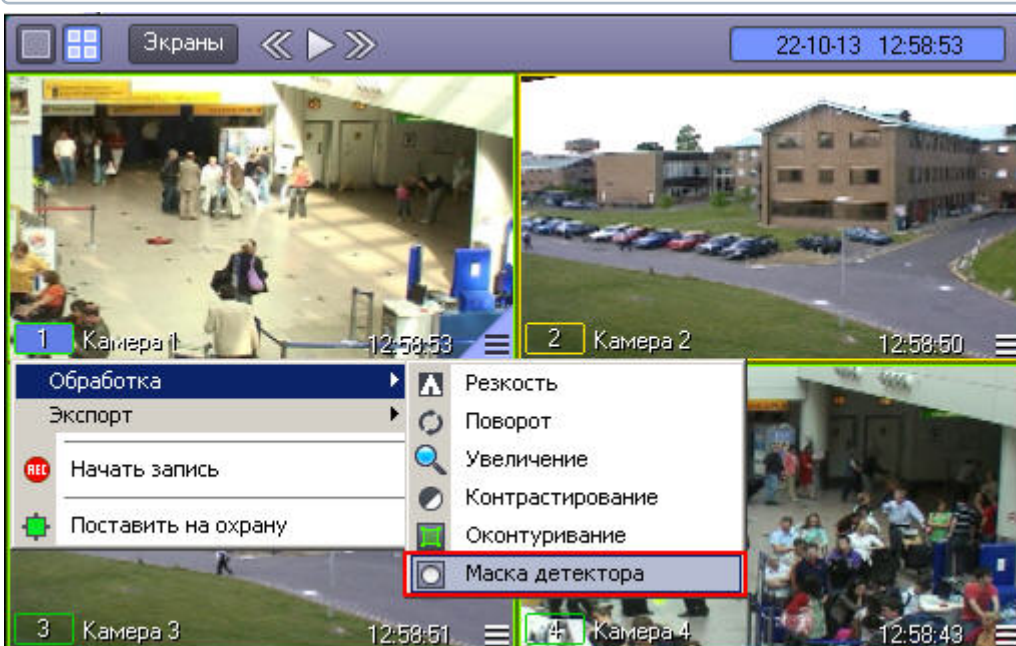 Экраны
22-10-13 12:58:53
1 Камера 1 12:58:53
2 Камера 2 12:58:50
Обработка
Экспорт
REC Начать запись
Поставить на охрану
Резкость
Поворот
Увеличение
Контрастирование
Оконтуривание
Маска детектора
3 Камера 3 12:58:51
4 Камера 4 12:58:43